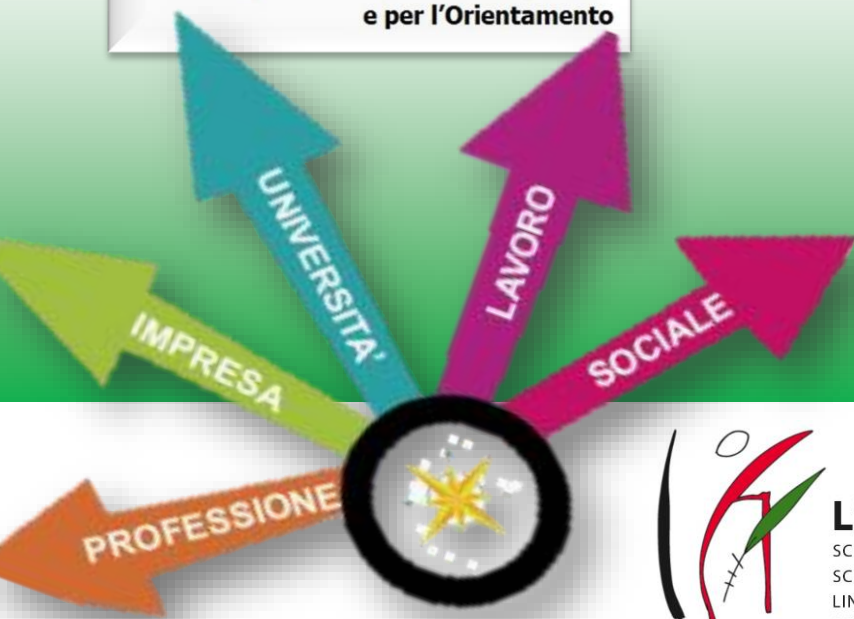 e per l'Orientamento
UNIVERSITA'
LAVORO
IMPRESA
SOCIALE
PROFESSIONE
L
SC
SC
LIN